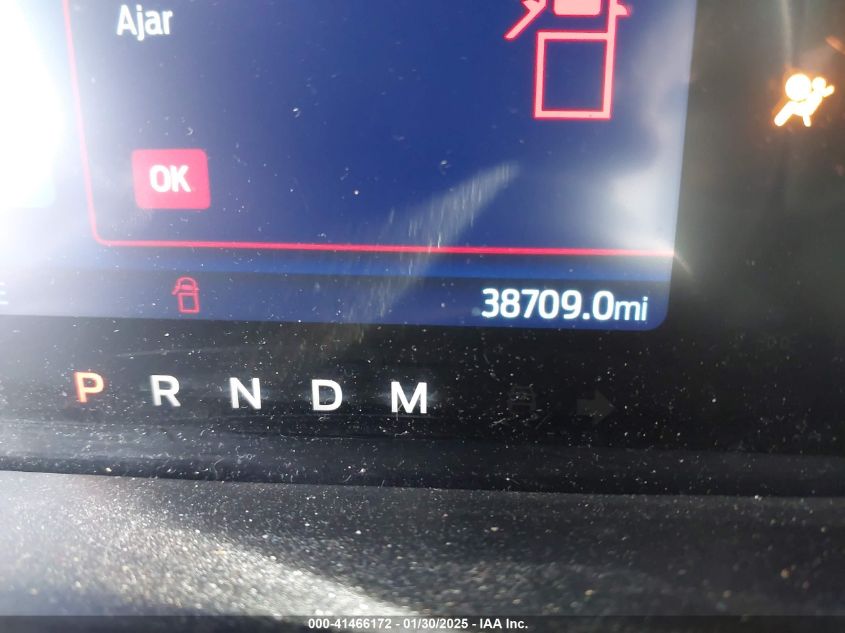 Ajar
OK
38709.0mi
P R N D M
000-41466172 - 01/30/2025 - IAA Inc.